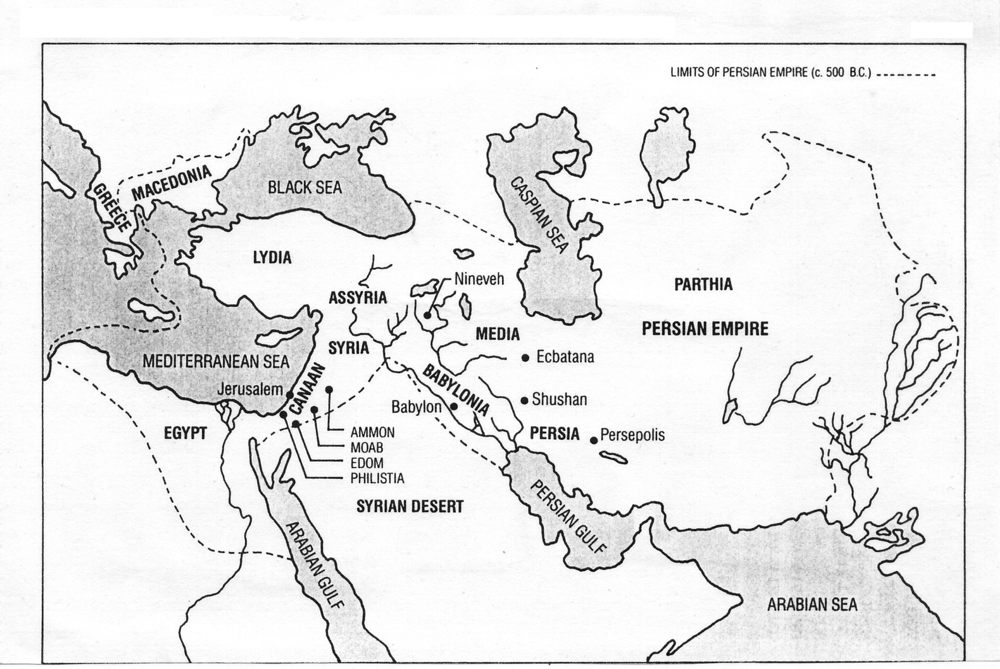 LIMITS OF PERSIAN EMPIRE (c. 500 B.C.)
MACEDONIA
GREECE
BLACK SEA
CASPIAN SEA
LYDIA
Nineveh
ASSYRIA
PARTHIA
PERSIAN EMPIRE
MEDIA
SYRIA
Ecbatana
MEDITERRANEAN SEA
CANAAN
BABYLONIA
Jerusalem
Shushan
Babylon
EGYPT
AMMON
MOAB
EDOM
PHILISTIA
PERSIA
Persepolis
SYRIAN DESERT
PERSIAN GULF
ARABIAN GULF
ARABIAN SEA